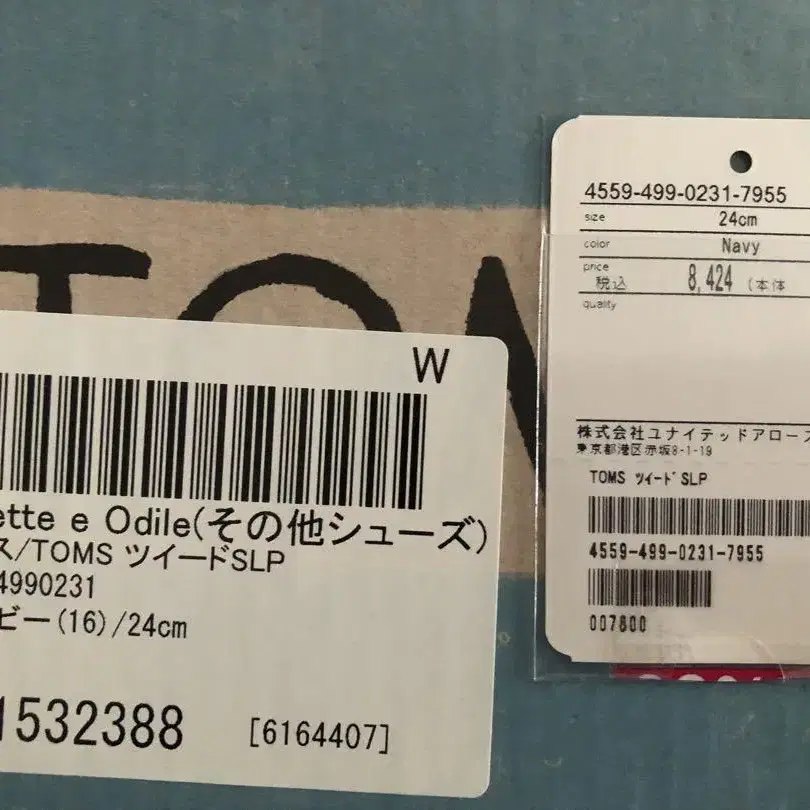 TOM
W
ette e Odile(その他シューズ)
ス/TOMS ツイードSLP
4990231
ビー(16)/24cm
1532388 [6164407]
4559-499-0231-7955
size 24cm
color Navy
price 税込 8,424 (本体
quality
株式会社ユナイテッドアローズ
東京都港区赤坂8-1-19
TOMS ツイードSLP
4559-499-0231-7955
007800